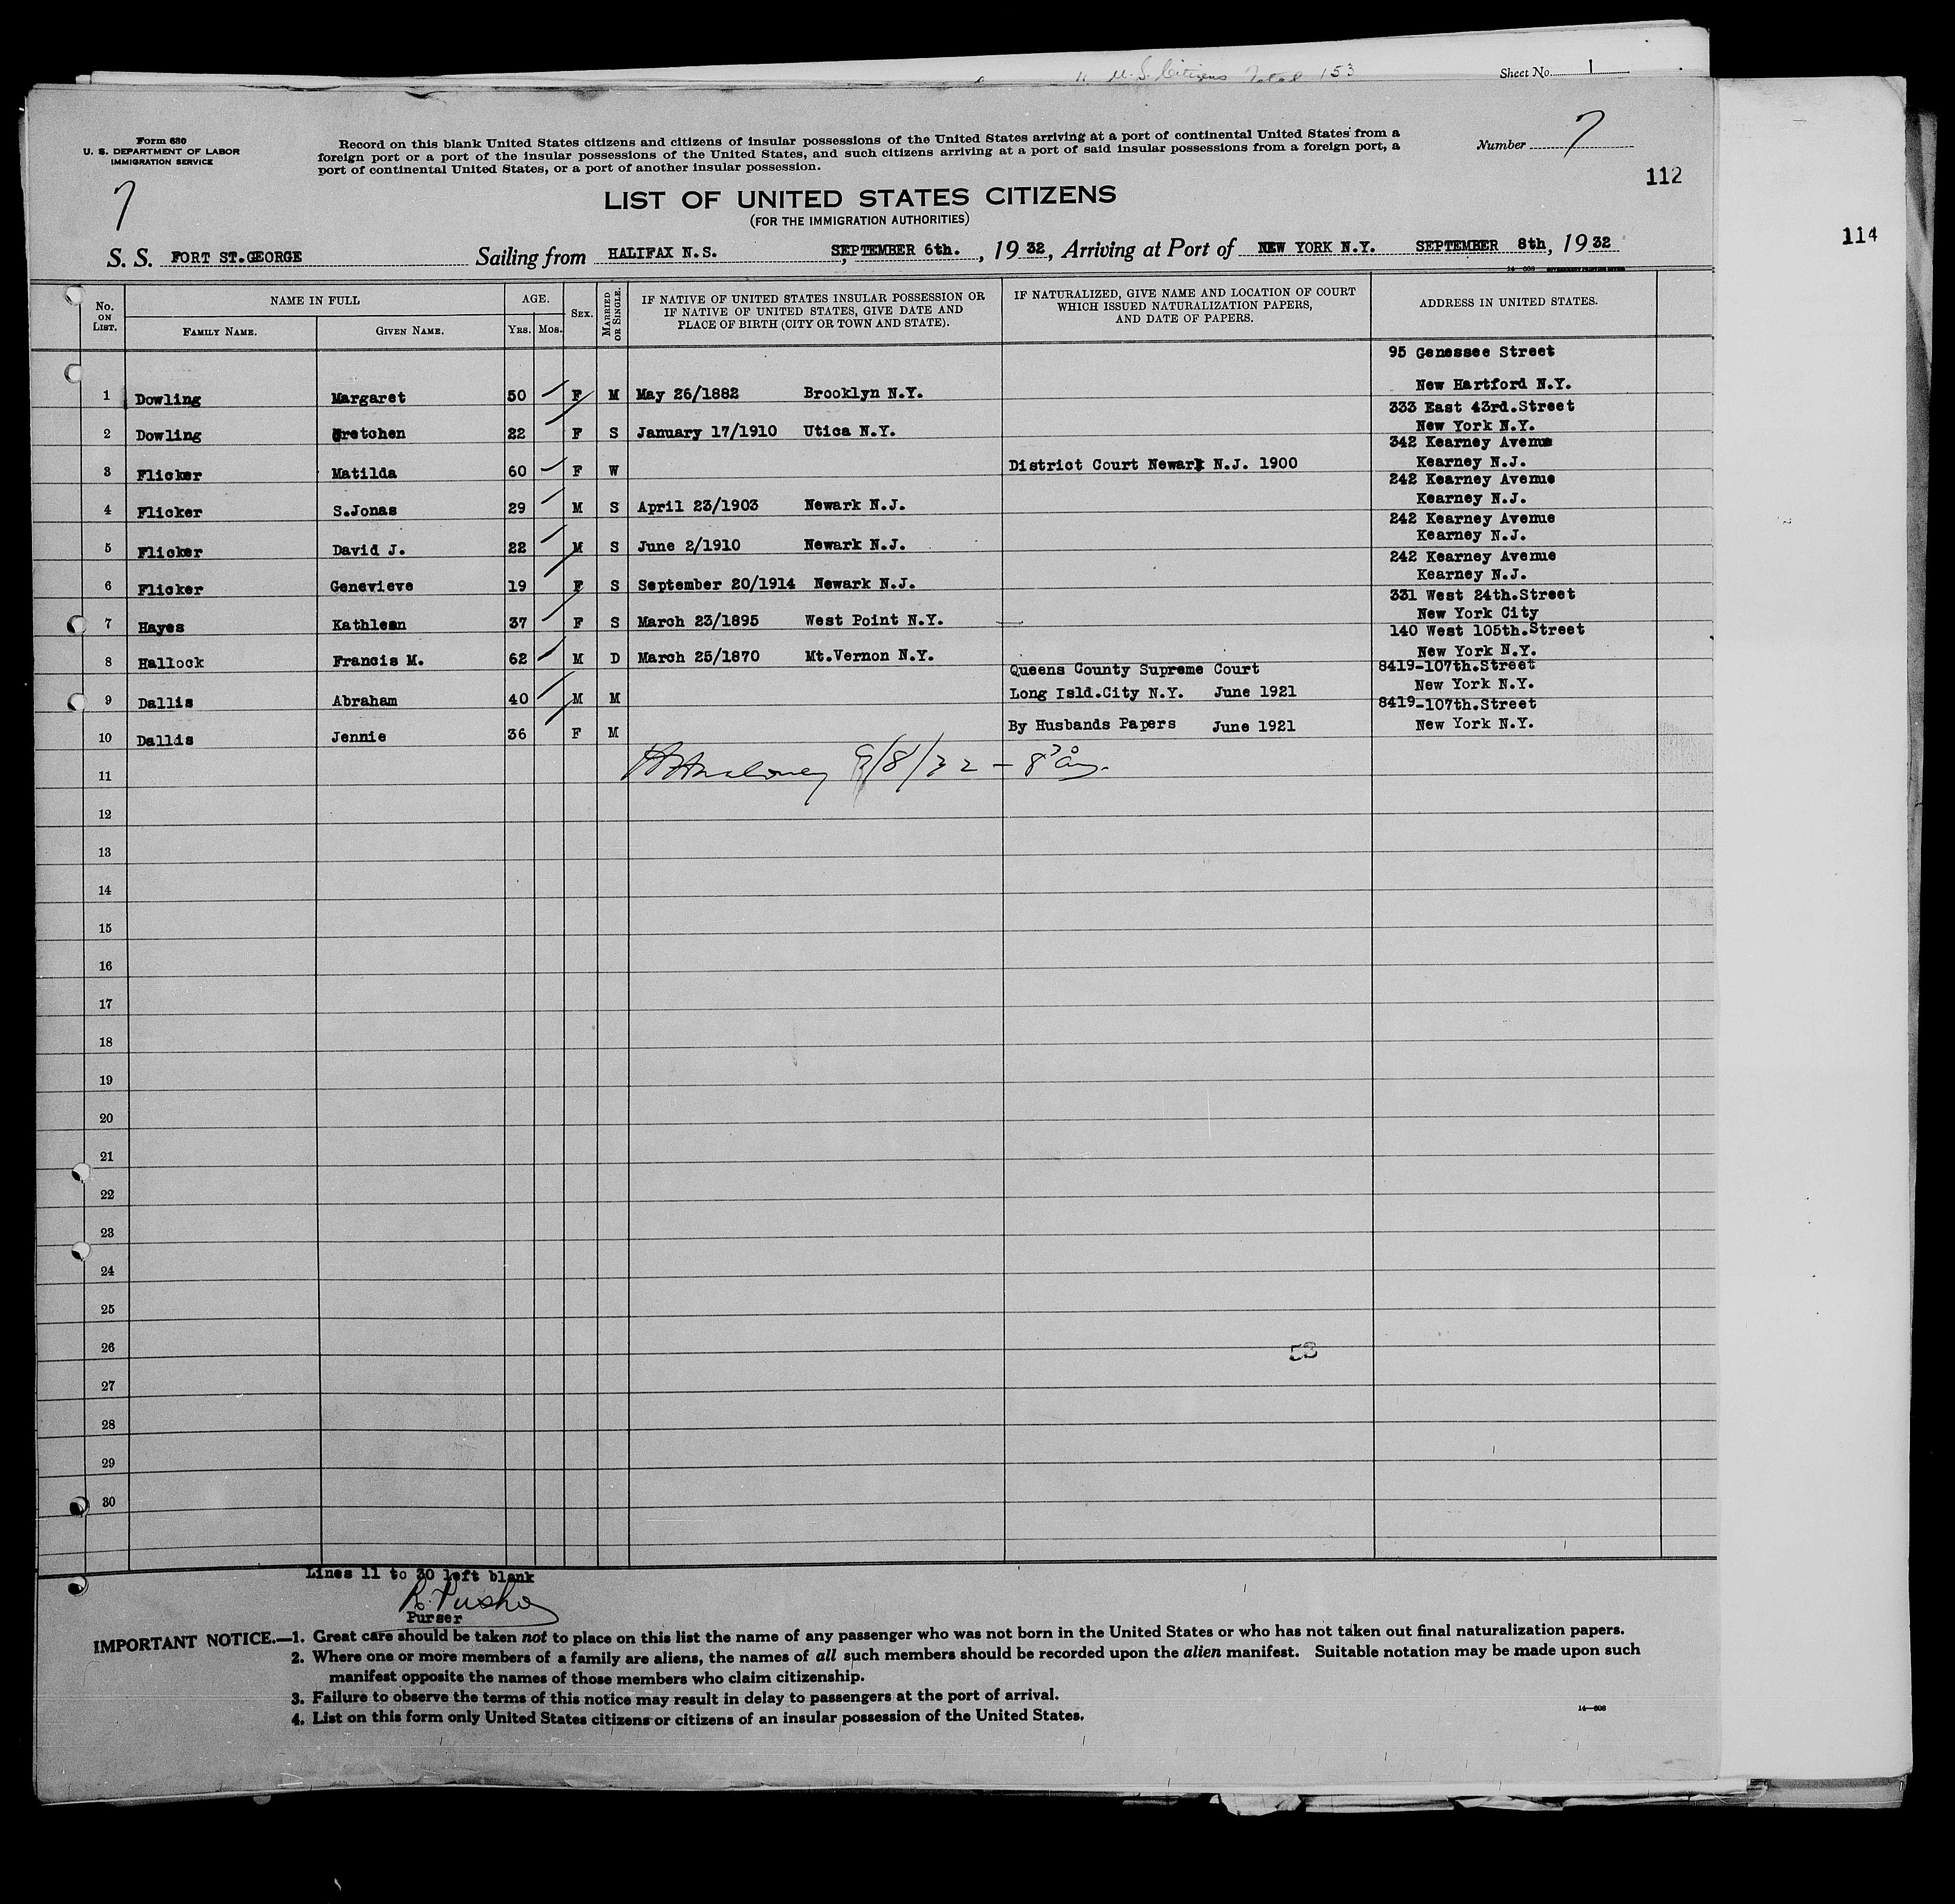 U. S. Citizens Total 153
Sheet No. 1
Form 630
U. S. DEPARTMENT OF LABOR
IMMIGRATION SERVICE
Record on this blank United States citizens and citizens of insular possessions of the United States arriving at a port of continental United States from a
foreign port or a port of the insular possessions of the United States, and such citizens arriving at a port of said insular possessions from a foreign port, a
port of continental United States, or a port of another insular possession.
Number 7
112
114
7
LIST OF UNITED STATES CITIZENS
(FOR THE IMMIGRATION AUTHORITIES)
S. S. FORT ST.GEORGE Sailing from HALIFAX N.S. SEPTEMBER 6th., 1932, Arriving at Port of NEW YORK N.Y. SEPTEMBER 8th, 1932
No. ON LIST. NAME IN FULL FAMILY NAME. GIVEN NAME. AGE. YRS. MOS. SEX. MARRIED OR SINGLE. IF NATIVE OF UNITED STATES INSULAR POSSESSION OR IF NATIVE OF UNITED STATES, GIVE DATE AND PLACE OF BIRTH (CITY OR TOWN AND STATE). IF NATURALIZED, GIVE NAME AND LOCATION OF COURT WHICH ISSUED NATURALIZATION PAPERS, AND DATE OF PAPERS. ADDRESS IN UNITED STATES.
95 Genessee Street
1 Dowling Margaret 50 F M May 26/1882 Brooklyn N.Y. New Hartford N.Y.
333 East 43rd.Street
2 Dowling Gretchen 22 F S January 17/1910 Utica N.Y. New York N.Y.
342 Kearney Avenue
3 Flicker Matilda 60 F W District Court Newark N.J. 1900 Kearney N.J.
242 Kearney Avenue
4 Flicker S.Jonas 29 M S April 23/1903 Newark N.J. Kearney N.J.
242 Kearney Avenue
5 Flicker David J. 22 M S June 2/1910 Newark N.J. Kearney N.J.
242 Kearney Avenue
6 Flicker Genevieve 19 F S September 20/1914 Newark N.J. Kearney N.J.
331 West 24th.Street
7 Hayes Kathleen 37 F S March 23/1895 West Point N.Y. New York City
140 West 105th.Street
8 Hallock Francis M. 62 M D March 25/1870 Mt.Vernon N.Y. New York N.Y.
Queens County Supreme Court 8419-107th.Street
9 Dallis Abraham 40 M M Long Isld.City N.Y. June 1921 New York N.Y.
8419-107th.Street
10 Dallis Jennie 36 F M By Husbands Papers June 1921 New York N.Y.
11 9/8/32 - 8
12
13
14
15
16
17
18
19
20
21
22
23
24
25
26 53
27
28
29
30
Lines 11 to 30 left blank
Purser
IMPORTANT NOTICE.—1. Great care should be taken not to place on this list the name of any passenger who was not born in the United States or who has not taken out final naturalization papers.
2. Where one or more members of a family are aliens, the names of all such members should be recorded upon the alien manifest. Suitable notation may be made upon such
manifest opposite the names of those members who claim citizenship.
3. Failure to observe the terms of this notice may result in delay to passengers at the port of arrival.
4. List on this form only United States citizens or citizens of an insular possession of the United States.